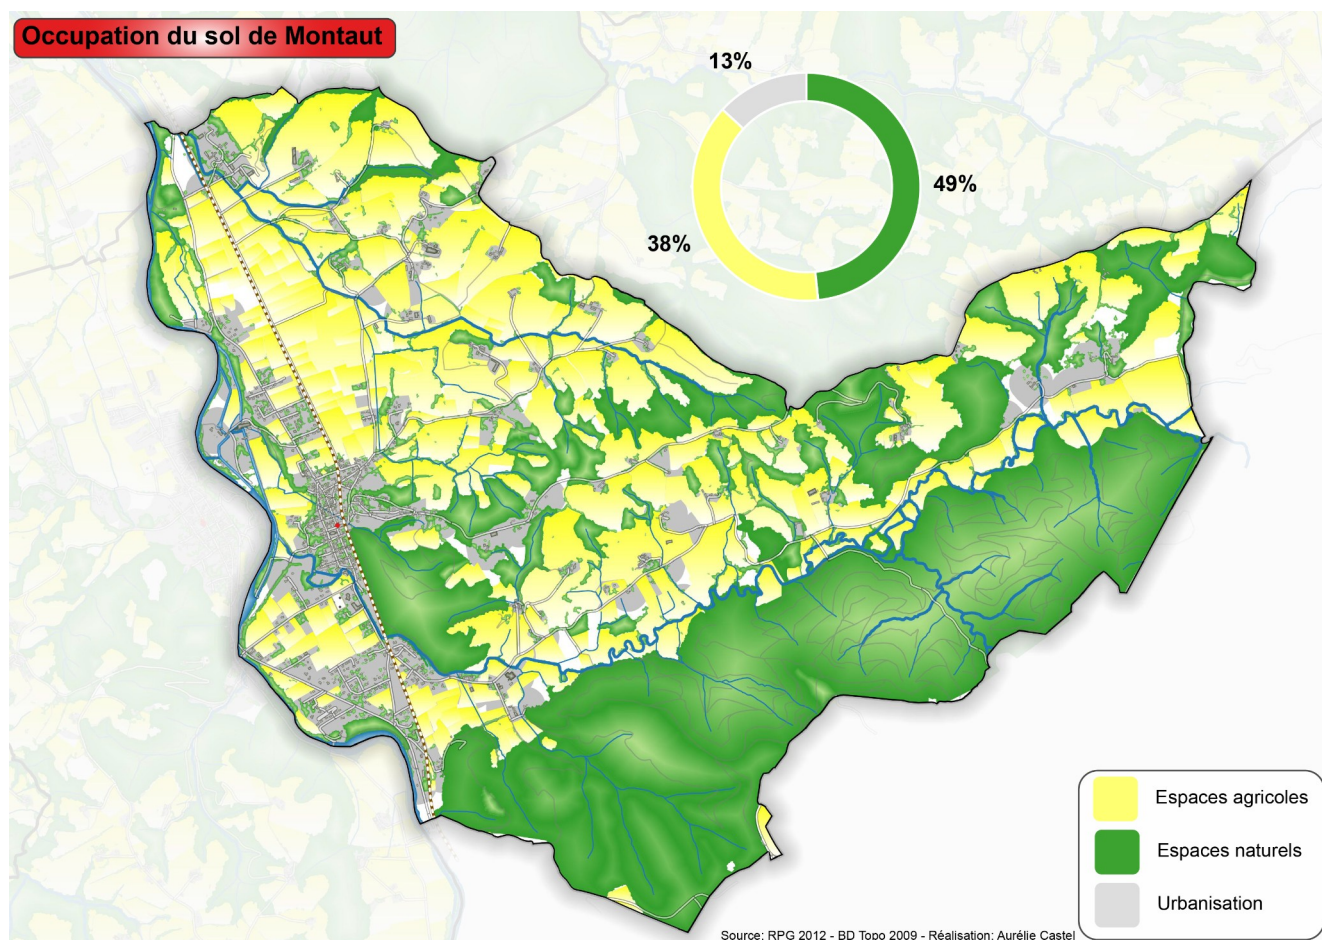 Occupation du sol de Montaut
13%
49%
38%
Espaces agricoles
Espaces naturels
Urbanisation
Source: RPG 2012 - BD Topo 2009 - Réalisation: Aurélie Castel